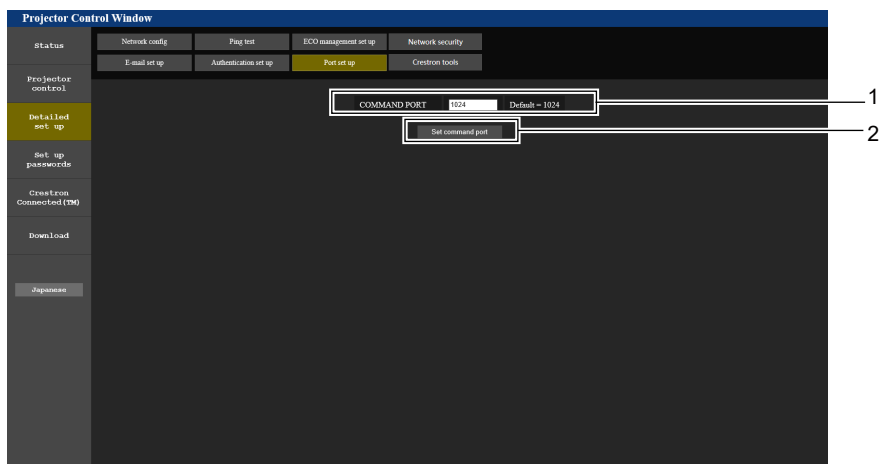 Projector Control Window
Status
Network config
Ping test
ECO management set up
Network security
E-mail set up
Authentication set up
Port set up
Crestron tools
Projector
control
Detailed
set up
Set up
passwords
Crestron
Connected(TM)
Download
Japanese
COMMAND PORT 1024 Default = 1024
1
Set command port
2